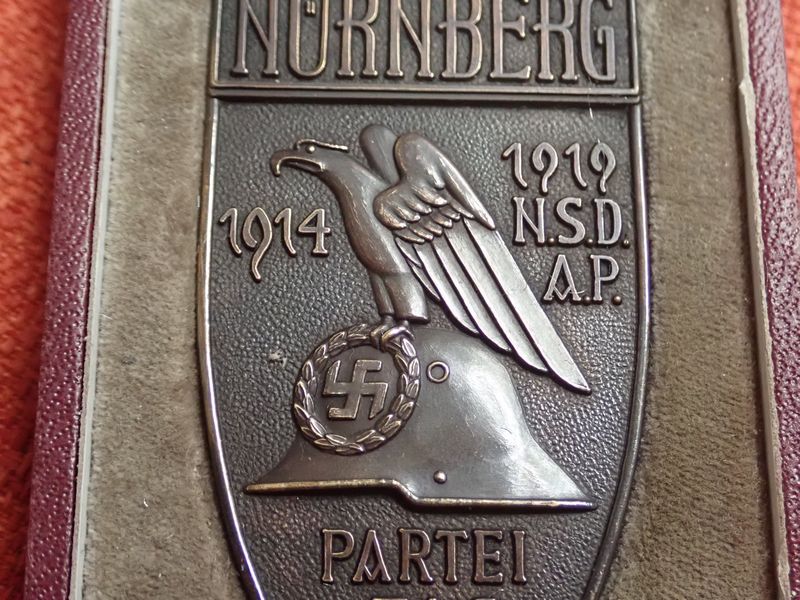 NÜRNBERG
1914
1919
N.S.D.
A.P.
PARTEI